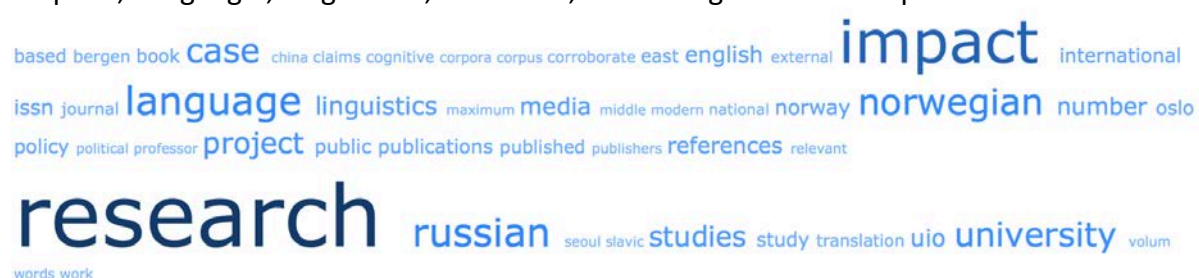 based bergen book case china claims cognitive corpora corpus corroborate east english external impact international
issn journal language linguistics maximum media middle modern national norway norwegian number oslo
policy political professor project public publications published publishers references relevant
research russian seoul slavic studies study translation uio university volum
words work